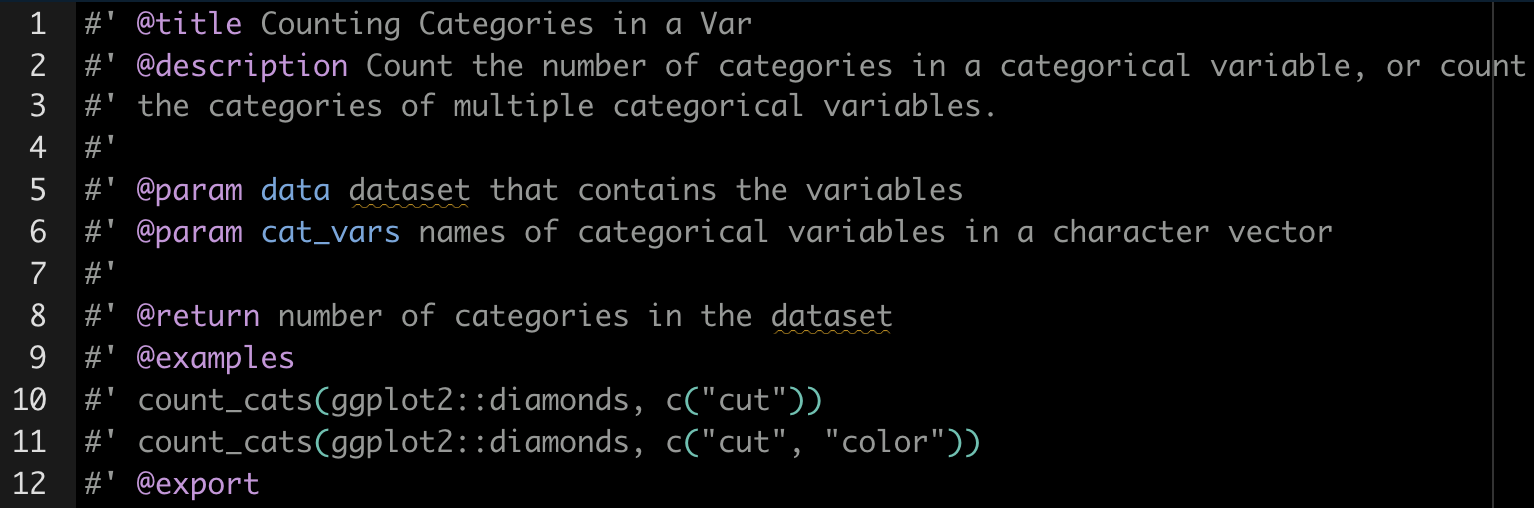 1 #' @title Counting Categories in a Var
2 #' @description Count the number of categories in a categorical variable, or count
3 #' the categories of multiple categorical variables.
4 #'
5 #' @param data dataset that contains the variables
6 #' @param cat_vars names of categorical variables in a character vector
7 #'
8 #' @return number of categories in the dataset
9 #' @examples
10 #' count_cats(ggplot2::diamonds, c("cut"))
11 #' count_cats(ggplot2::diamonds, c("cut", "color"))
12 #' @export